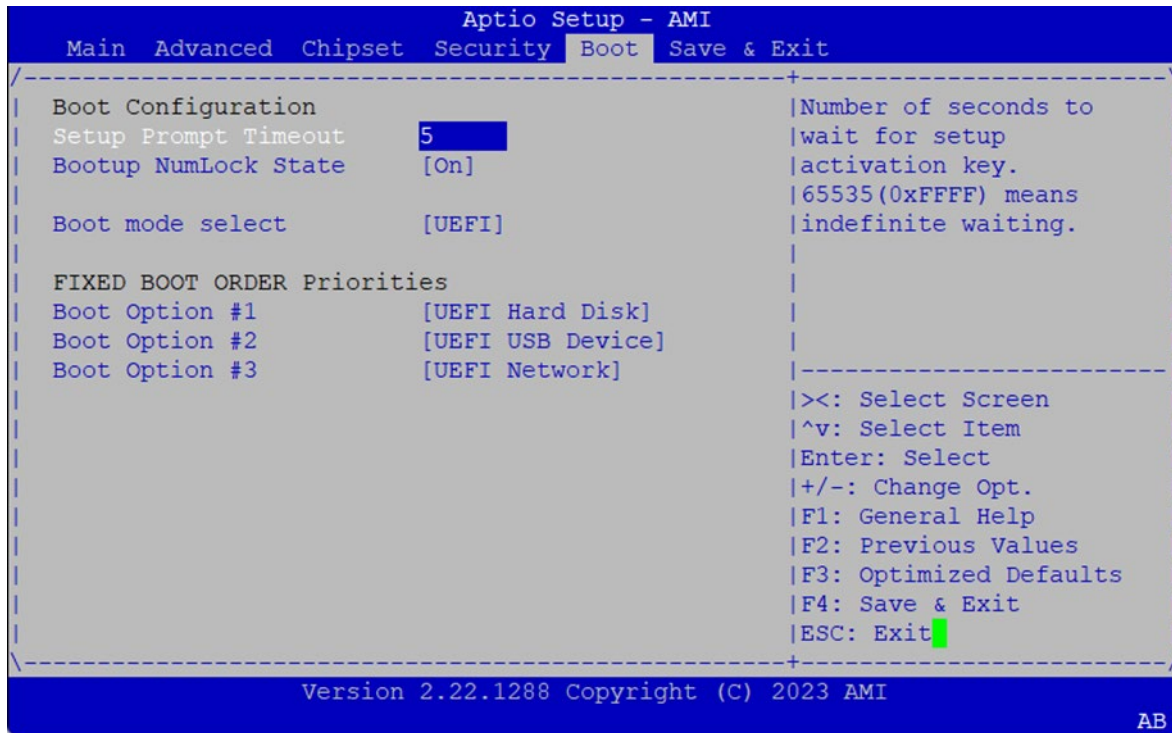 Aptio Setup - AMI
Main Advanced Chipset Security Boot Save & Exit
/----------------------------------------------------+-------------------------\
| Boot Configuration |Number of seconds to
| Setup Prompt Timeout 5 |wait for setup
| Bootup NumLock State [On] |activation key.
| |65535(0xFFFF) means
| Boot mode select [UEFI] |indefinite waiting.
| |
| FIXED BOOT ORDER Priorities |
| Boot Option #1 [UEFI Hard Disk] |
| Boot Option #2 [UEFI USB Device] |
| Boot Option #3 [UEFI Network] |-------------------------
| |><: Select Screen
| |^v: Select Item
| |Enter: Select
| |+/-: Change Opt.
| |F1: General Help
| |F2: Previous Values
| |F3: Optimized Defaults
| |F4: Save & Exit
| |ESC: Exit
\----------------------------------------------------+-------------------------/
Version 2.22.1288 Copyright (C) 2023 AMI
AB